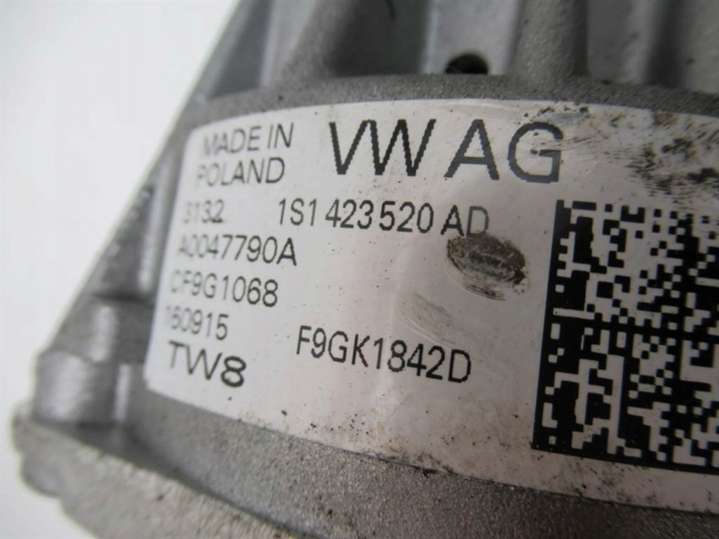 MADE IN
POLAND
VW AG
3132 1S1 423 520 AD
A0047790A
CF9G1068
160915
F9GK1842D
TW8